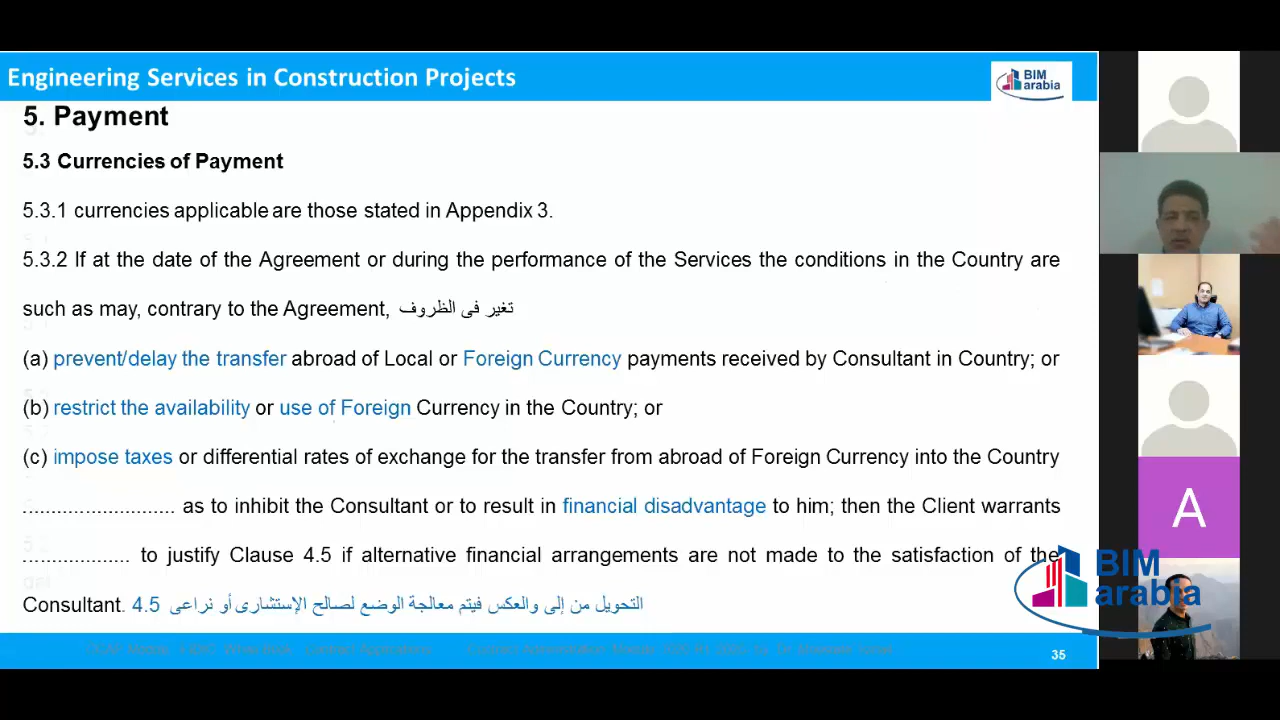 Engineering Services in Construction Projects
BIM
arabia
5. Payment
5.3 Currencies of Payment
5.3.1 currencies applicable are those stated in Appendix 3.
5.3.2 If at the date of the Agreement or during the performance of the Services the conditions in the Country are
such as may, contrary to the Agreement, تغير فى الظروف
(a) prevent/delay the transfer abroad of Local or Foreign Currency payments received by Consultant in Country; or
(b) restrict the availability or use of Foreign Currency in the Country; or
(c) impose taxes or differential rates of exchange for the transfer from abroad of Foreign Currency into the Country
........................... as to inhibit the Consultant or to result in financial disadvantage to him; then the Client warrants
................... to justify Clause 4.5 if alternative financial arrangements are not made to the satisfaction of the
Consultant. التحويل من إلى والعكس فيتم معالجة الوضع لصالح الإستشارى أو نراعى 4.5
35
A
BIM
arabia